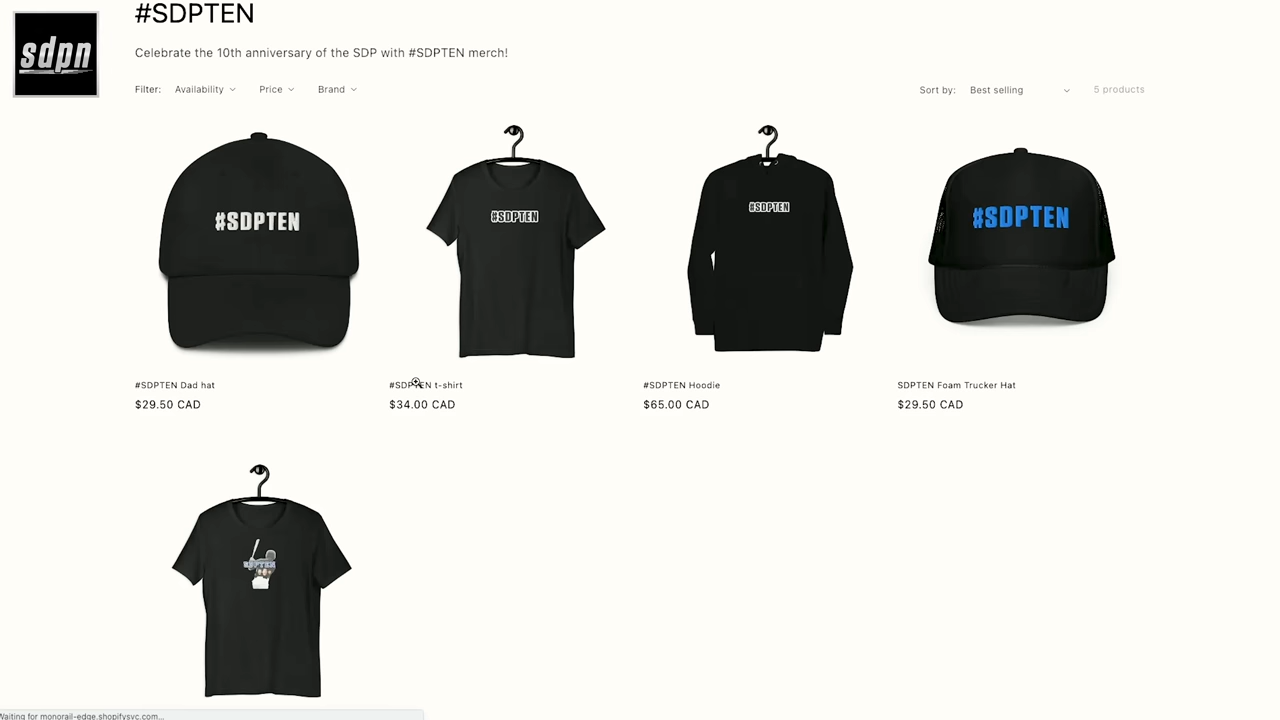 #SDPTEN
sdpn
Celebrate the 10th anniversary of the SDP with #SDPTEN merch!
Filter: Availability Price Brand
Sort by: Best selling 5 products
#SDPTEN
#SDPTEN
#SDPTEN
#SDPTEN
#SDPTEN Dad hat
#SDPTEN t-shirt
#SDPTEN Hoodie
SDPTEN Foam Trucker Hat
$29.50 CAD
$34.00 CAD
$65.00 CAD
$29.50 CAD
SDPTEN
Waiting for monorail-edge.shopifysvc.com...